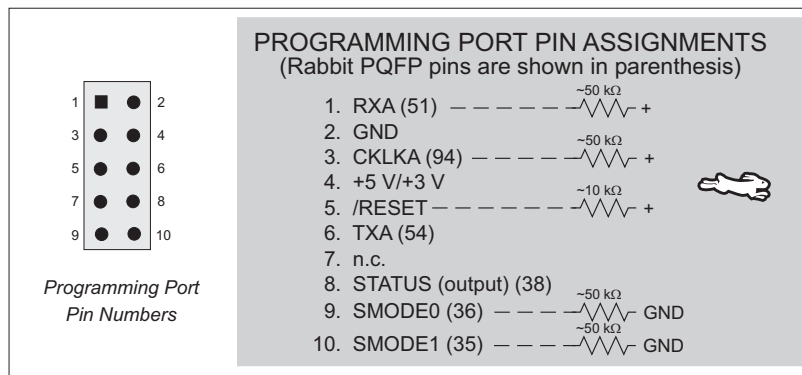 1 2
3 4
5 6
7 8
9 10
Programming Port
Pin Numbers
PROGRAMMING PORT PIN ASSIGNMENTS
(Rabbit PQFP pins are shown in parenthesis)
1. RXA (51) ~50 kΩ +
2. GND
3. CKLKA (94) ~50 kΩ +
4. +5 V/+3 V
5. /RESET ~10 kΩ +
6. TXA (54)
7. n.c.
8. STATUS (output) (38)
9. SMODE0 (36) ~50 kΩ GND
10. SMODE1 (35) ~50 kΩ GND